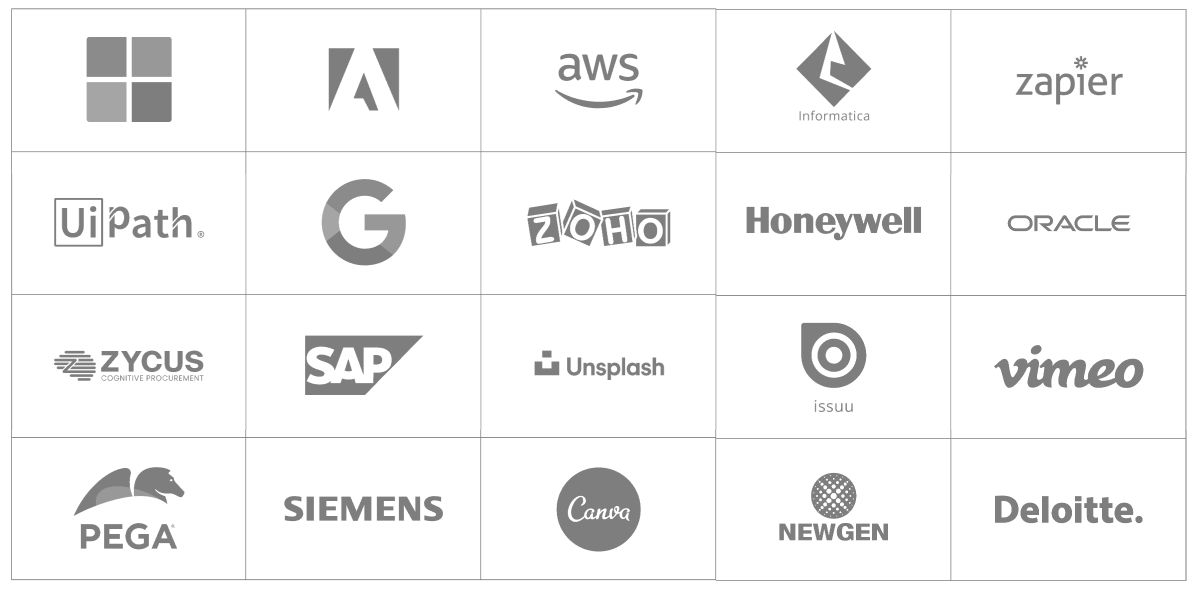 aws
Informatica
zapier
UiPath®
G
ZOHO
Honeywell
ORACLE
ZYCUS
COGNITIVE PROCUREMENT
SAP
Unsplash
issuu
vimeo
PEGA
SIEMENS
Canva
NEWGEN
Deloitte.